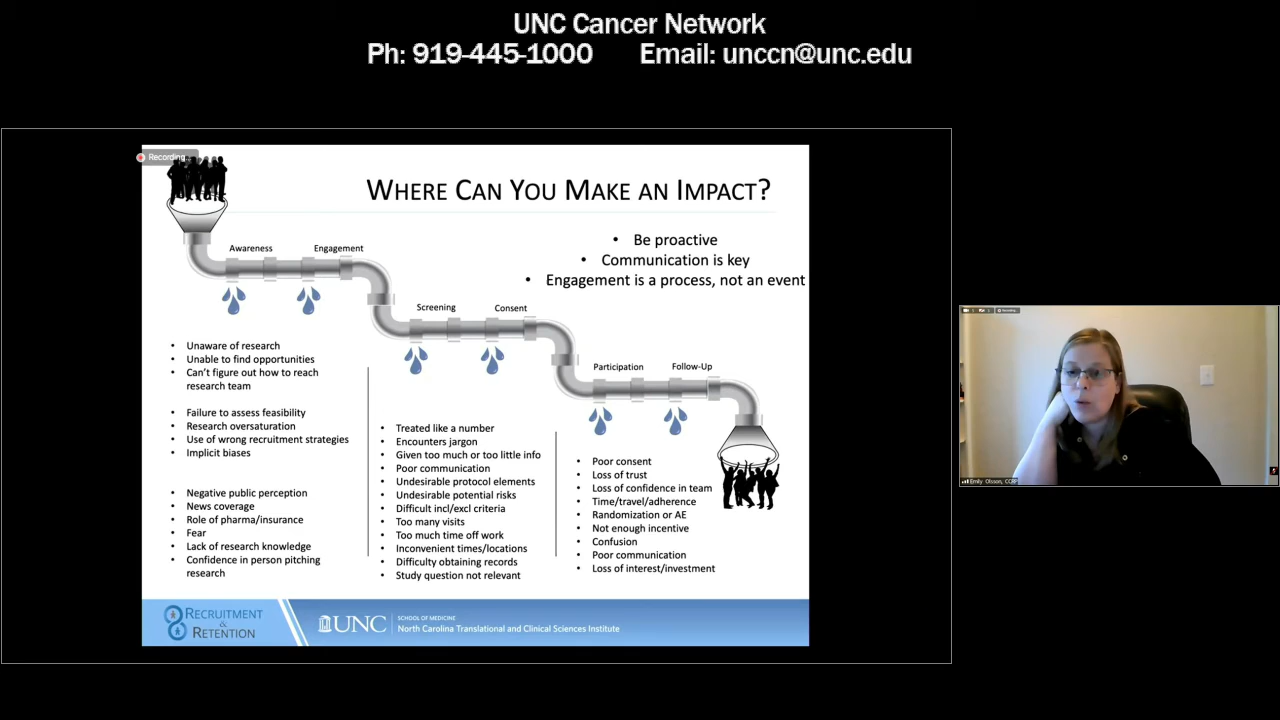 UNC Cancer Network
Ph: 919-445-1000 Email: unccn@unc.edu
Recording...
WHERE CAN YOU MAKE AN IMPACT?
• Be proactive
• Communication is key
• Engagement is a process, not an event
Awareness Engagement
Screening Consent
Participation Follow-Up
• Unaware of research
• Unable to find opportunities
• Can't figure out how to reach
research team
• Failure to assess feasibility
• Research oversaturation
• Use of wrong recruitment strategies
• Implicit biases
• Negative public perception
• News coverage
• Role of pharma/insurance
• Fear
• Lack of research knowledge
• Confidence in person pitching
research
• Treated like a number
• Encounters jargon
• Given too much or too little info
• Poor communication
• Undesirable protocol elements
• Undesirable potential risks
• Difficult incl/excl criteria
• Too many visits
• Too much time off work
• Inconvenient times/locations
• Difficulty obtaining records
• Study question not relevant
• Poor consent
• Loss of trust
• Loss of confidence in team
• Time/travel/adherence
• Randomization or AE
• Not enough incentive
• Confusion
• Poor communication
• Loss of interest/investment
RECRUITMENT
&
RETENTION
UNC
SCHOOL OF MEDICINE
North Carolina Translational and Clinical Sciences Institute
Recording...
Emily Olsson, CCRP